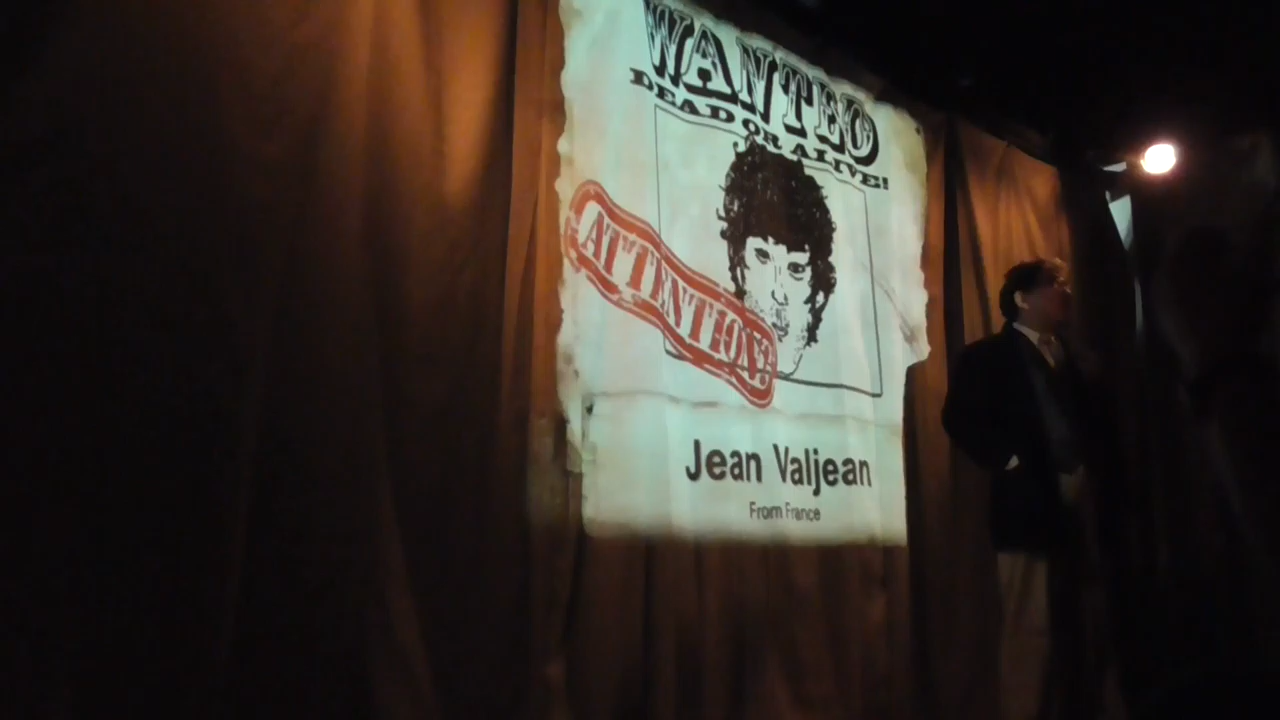 WANTED
DEAD OR ALIVE!
ATTENTION!
Jean Valjean
From France